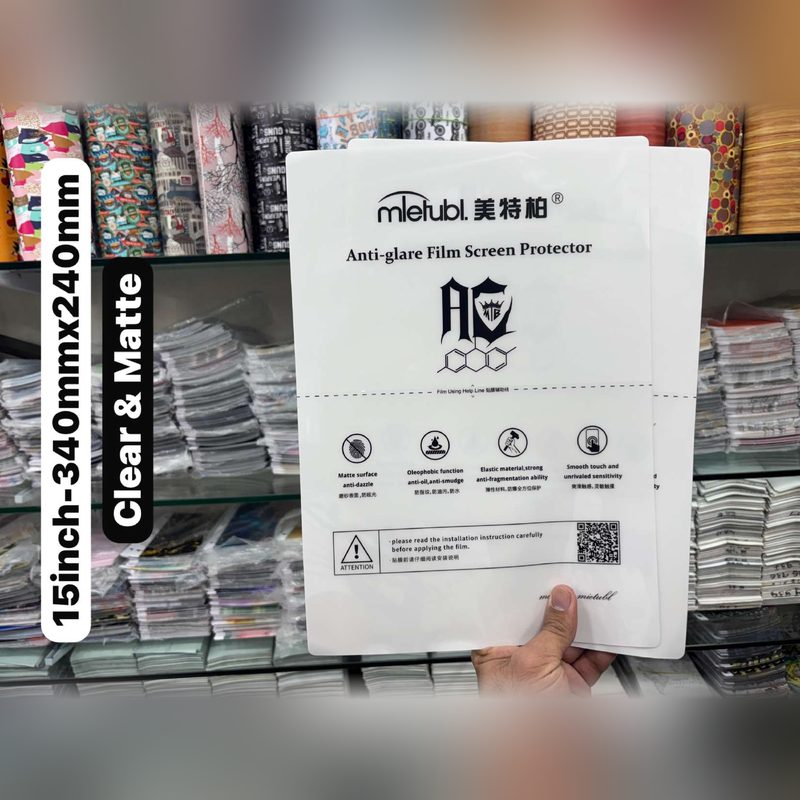 15inch-340mmx240mm
Clear & Matte
mietubl. 美特柏®
Anti-glare Film Screen Protector
AG
MTB
Film Using Help Line 贴膜辅助线
Matte surface
anti-dazzle
磨砂表面,防眩光
Oleophobic function
anti-oil,anti-smudge
防指纹,防油污,防水
Elastic material,strong
anti-fragmentation ability
弹性材料,防爆全方位保护
Smooth touch and
unrivaled sensitivity
爽滑触感,灵敏触摸
ATTENTION
· please read the installation instruction carefully
before applying the film.
· 贴膜前请仔细阅读安装说明
mietubl